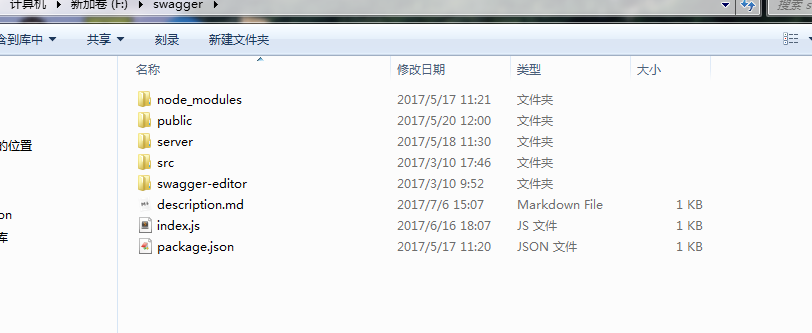 计算机 ▸ 新加卷 (F:) ▸ swagger ▸
搜索 s
含到库中 ▾ 共享 ▾ 刻录 新建文件夹
名称 修改日期 类型 大小
node_modules 2017/5/17 11:21 文件夹
public 2017/5/20 12:00 文件夹
server 2017/5/18 11:30 文件夹
src 2017/3/10 17:46 文件夹
swagger-editor 2017/3/10 9:52 文件夹
description.md 2017/7/6 15:07 Markdown File 1 KB
index.js 2017/6/16 18:07 JS 文件 1 KB
package.json 2017/5/17 11:20 JSON 文件 1 KB
的位置
on
库